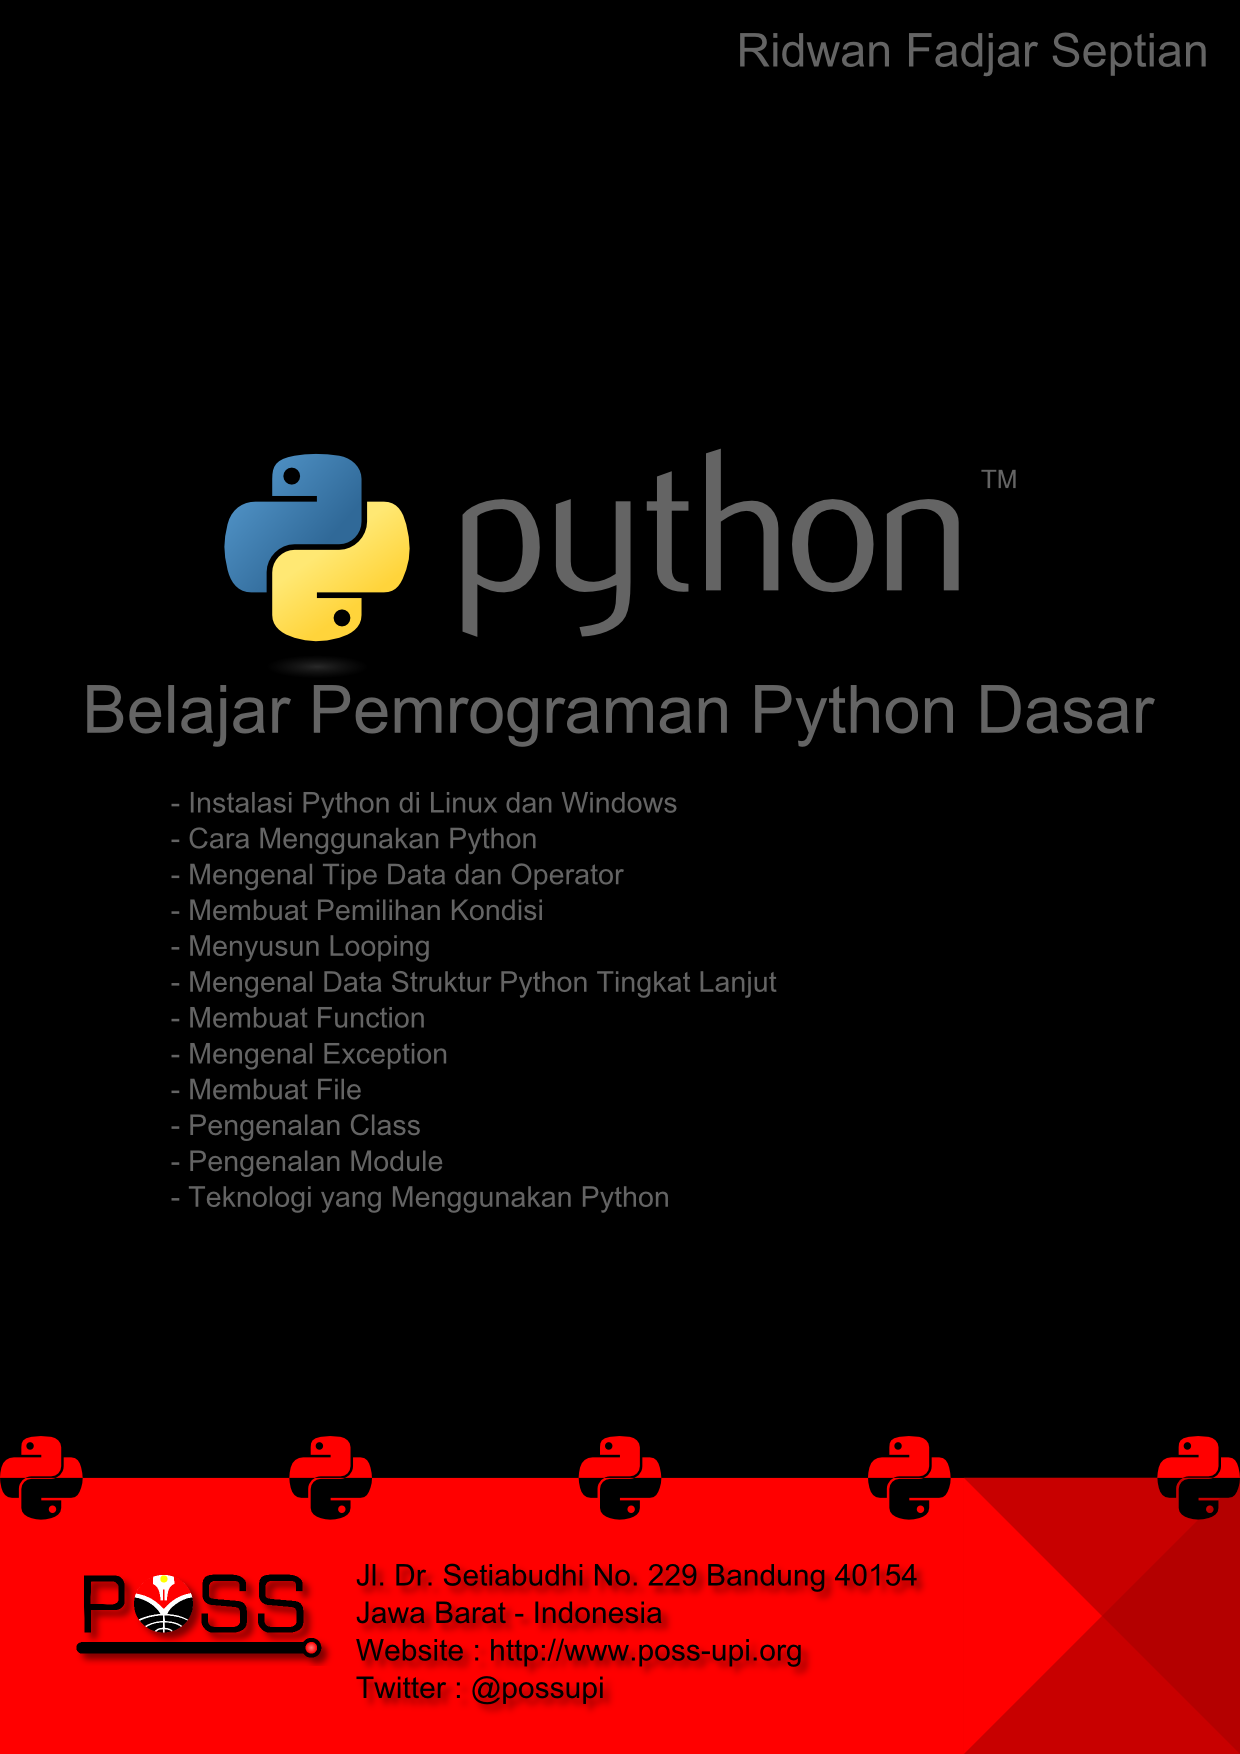 Ridwan Fadjar Septian
python TM
Belajar Pemrograman Python Dasar
- Instalasi Python di Linux dan Windows
- Cara Menggunakan Python
- Mengenal Tipe Data dan Operator
- Membuat Pemilihan Kondisi
- Menyusun Looping
- Mengenal Data Struktur Python Tingkat Lanjut
- Membuat Function
- Mengenal Exception
- Membuat File
- Pengenalan Class
- Pengenalan Module
- Teknologi yang Menggunakan Python
POSS
Jl. Dr. Setiabudhi No. 229 Bandung 40154
Jawa Barat - Indonesia
Website : http://www.poss-upi.org
Twitter : @possupi